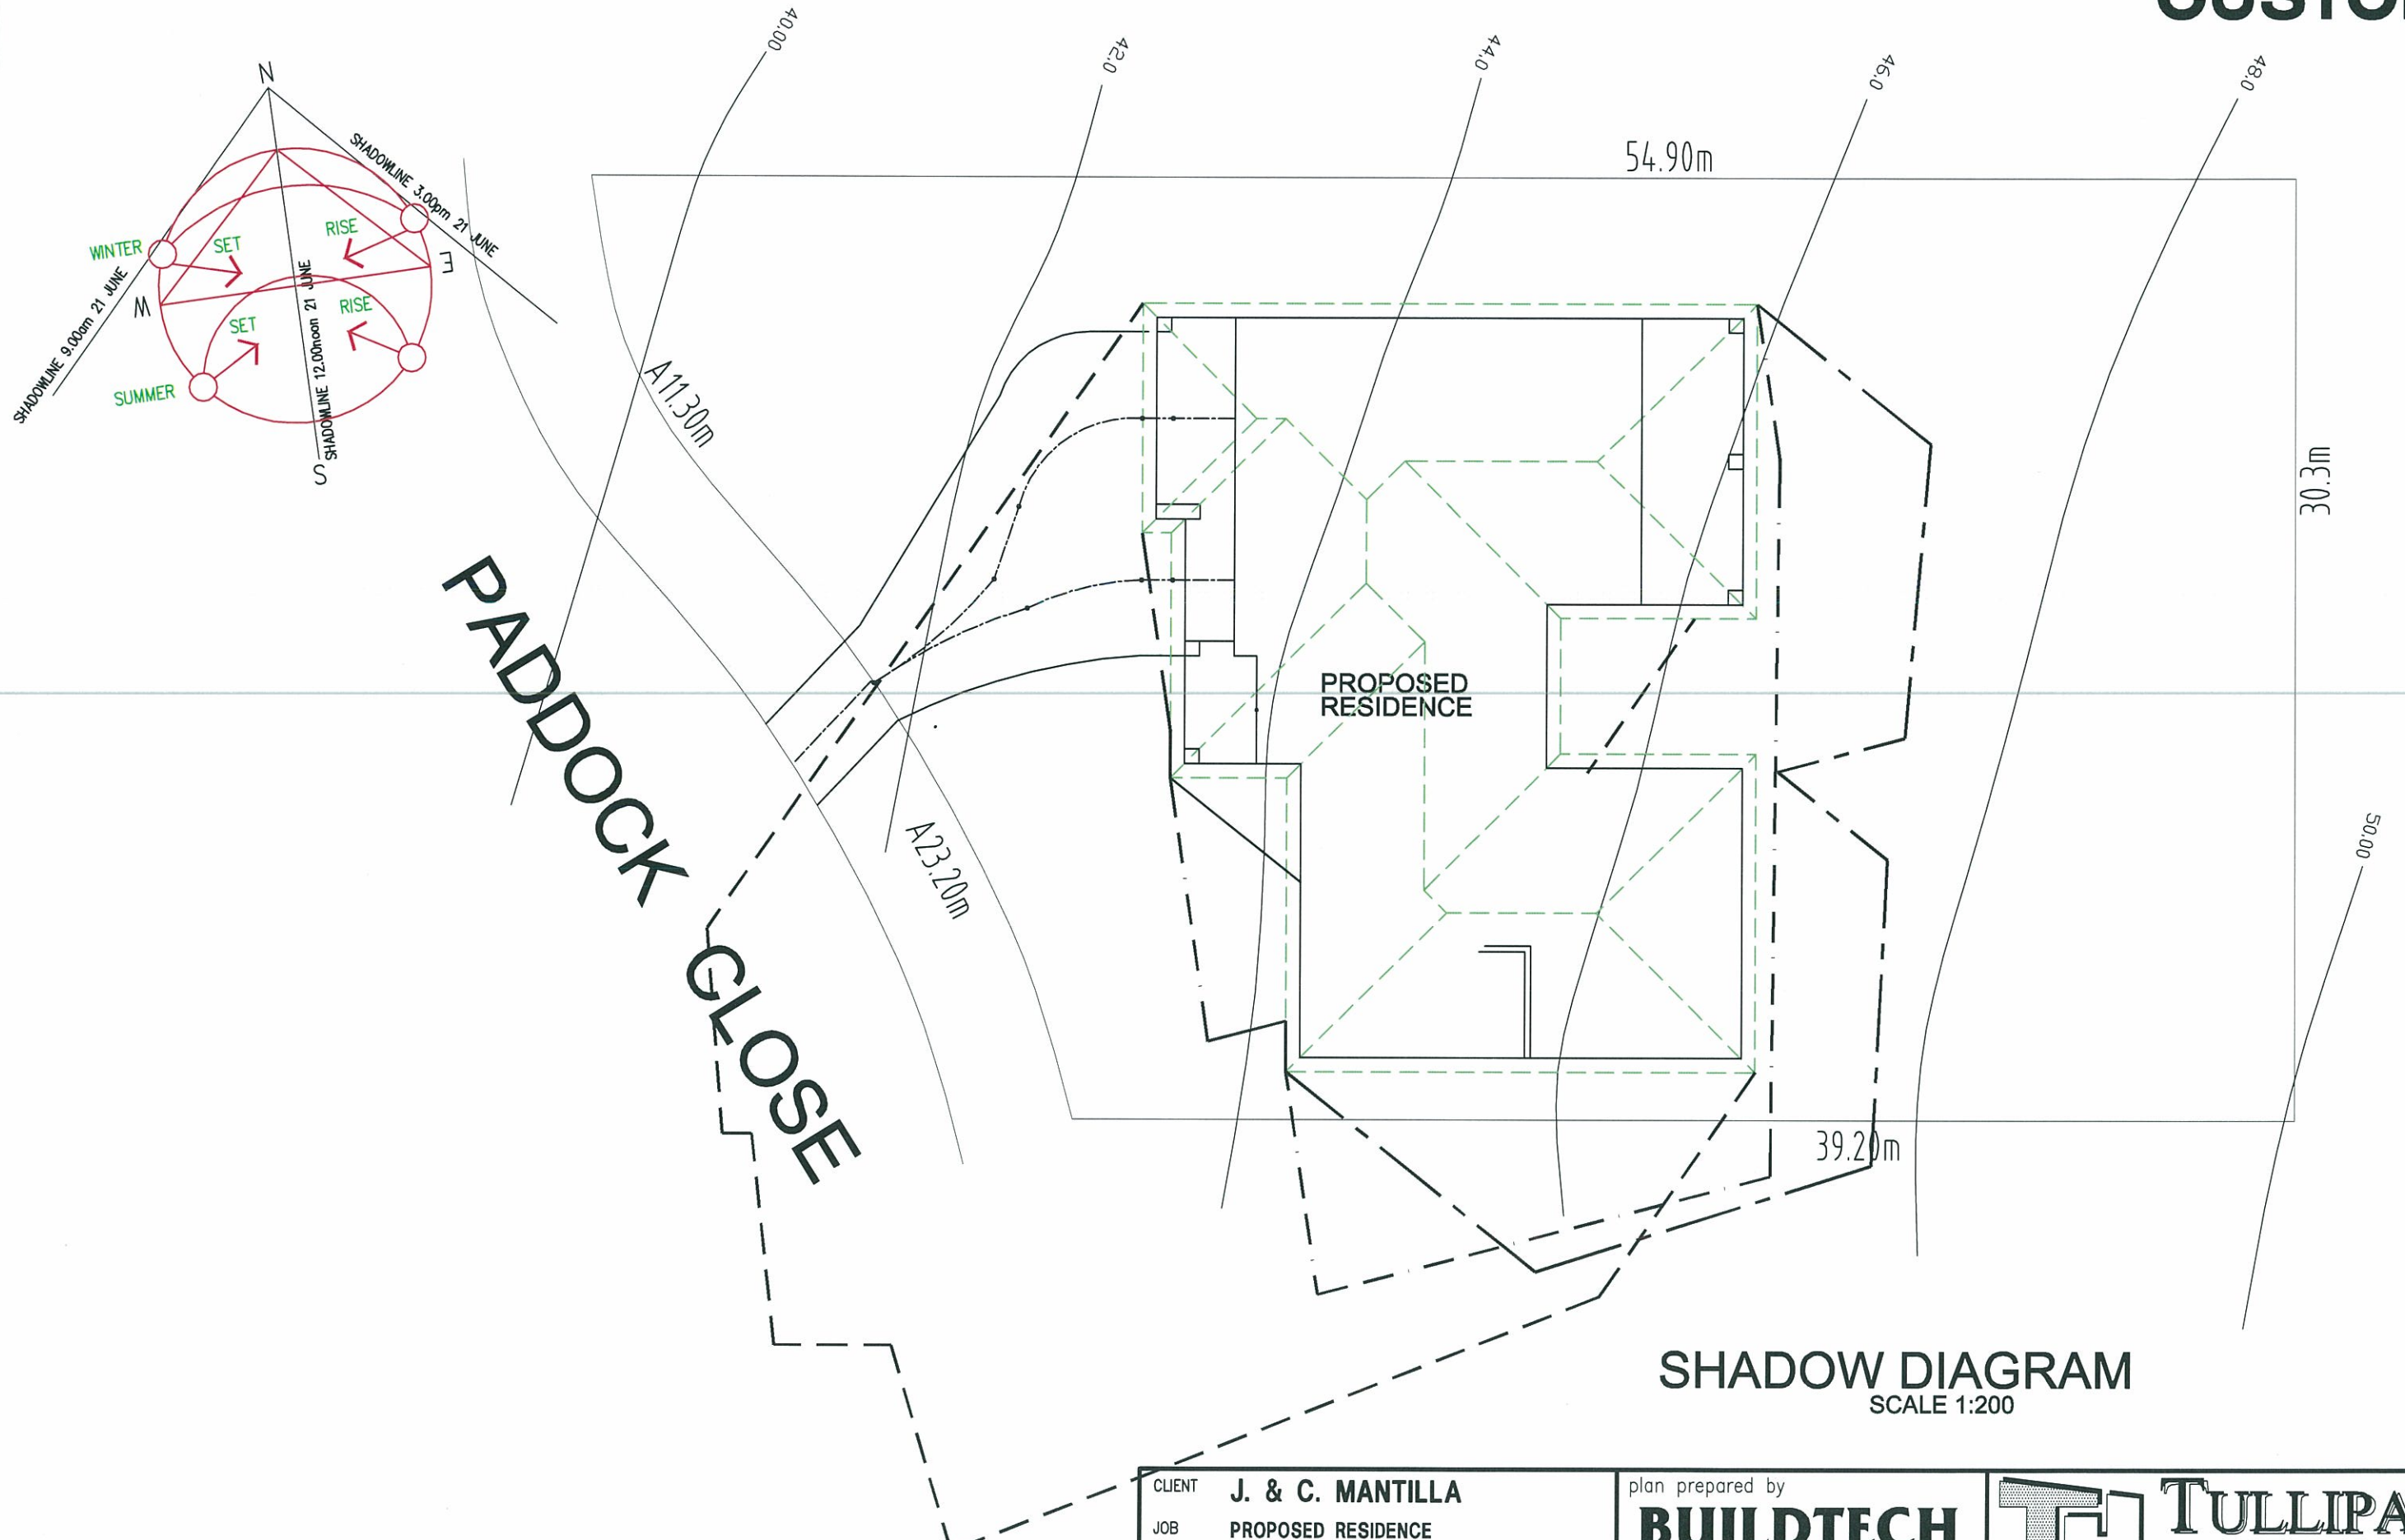 40.00
42.0
44.0
46.0
48.0
54.90m
N
SHADOWLINE 3.00pm 21 JUNE
WINTER
SET
RISE
E
W
SHADOWLINE 9.00am 21 JUNE
SHADOWLINE 12.00noon 21 JUNE
SET
RISE
SUMMER
S
A11.30m
30.3m
PADDOCK GLOSE
PROPOSED
RESIDENCE
A23.20m
50.00
39.20m
SHADOW DIAGRAM
SCALE 1:200
CLIENT J. & C. MANTILLA
JOB PROPOSED RESIDENCE
plan prepared by
BUILDTECH